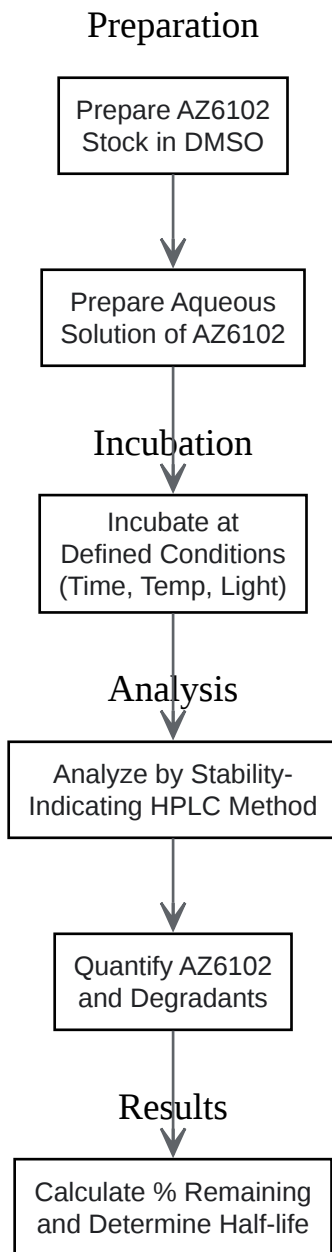 Preparation
Prepare AZ6102
Stock in DMSO
Prepare Aqueous
Solution of AZ6102
Incubation
Incubate at
Defined Conditions
(Time, Temp, Light)
Analysis
Analyze by Stability-
Indicating HPLC Method
Quantify AZ6102
and Degradants
Results
Calculate % Remaining
and Determine Half-life